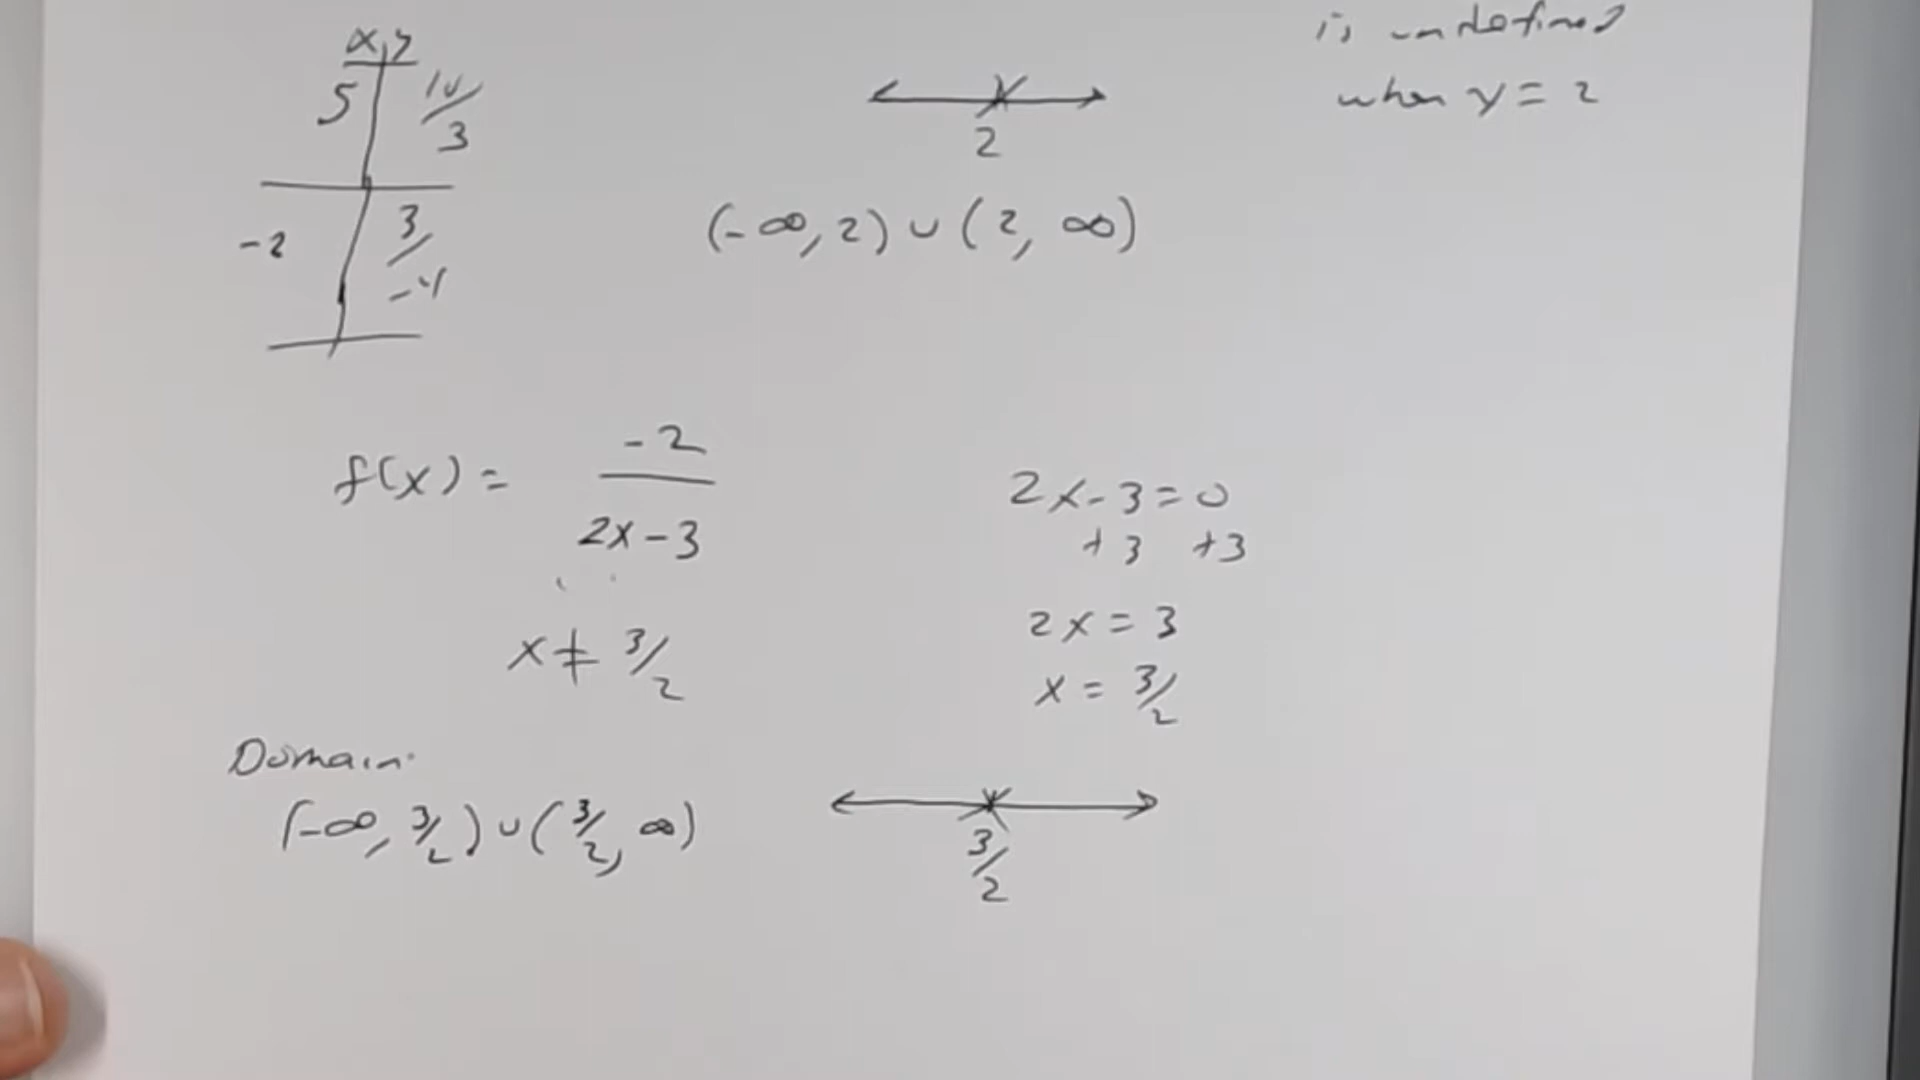 x, y
5 10/3
-2 3/-4
2
(-∞, 2) ∪ (2, ∞)
is undefined
when y = 2
f(x) = -2/2x-3
x ≠ 3/2
2x-3=0
+3 +3
2x = 3
x = 3/2
Domain:
(-∞, 3/2) ∪ (3/2, ∞)
3/2